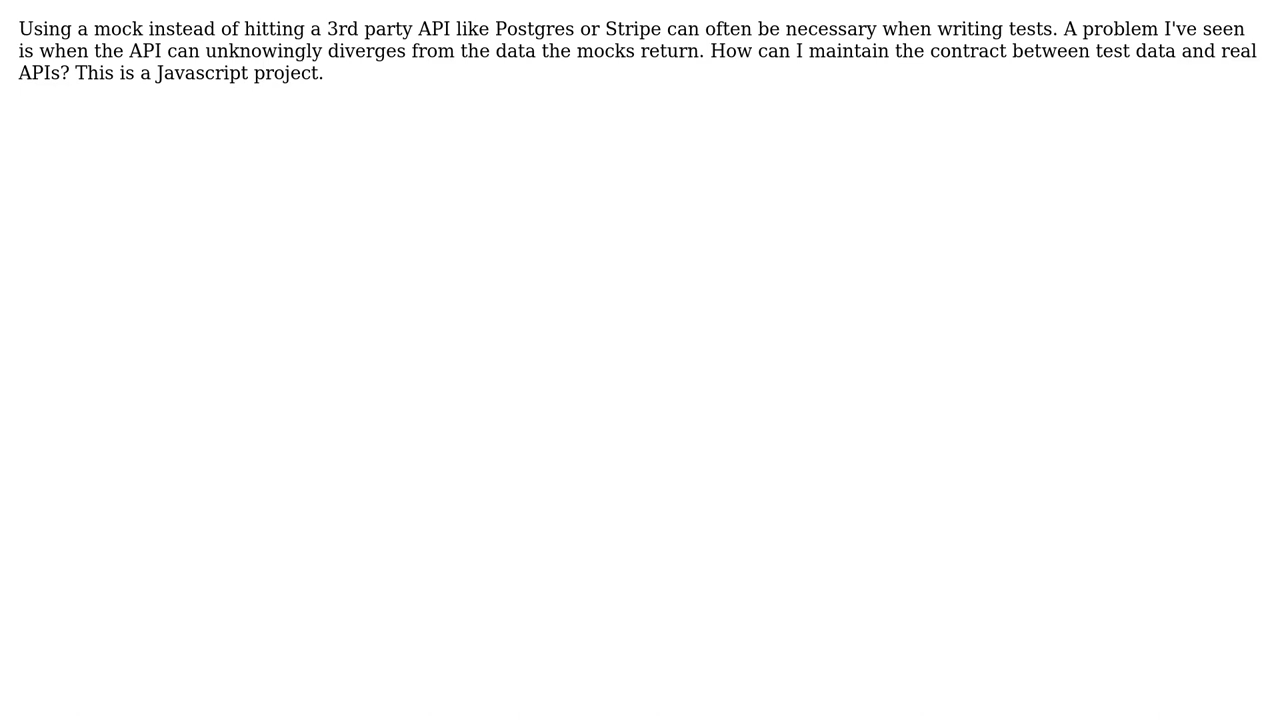 Using a mock instead of hitting a 3rd party API like Postgres or Stripe can often be necessary when writing tests. A problem I've seen
is when the API can unknowingly diverges from the data the mocks return. How can I maintain the contract between test data and real
APIs? This is a Javascript project.